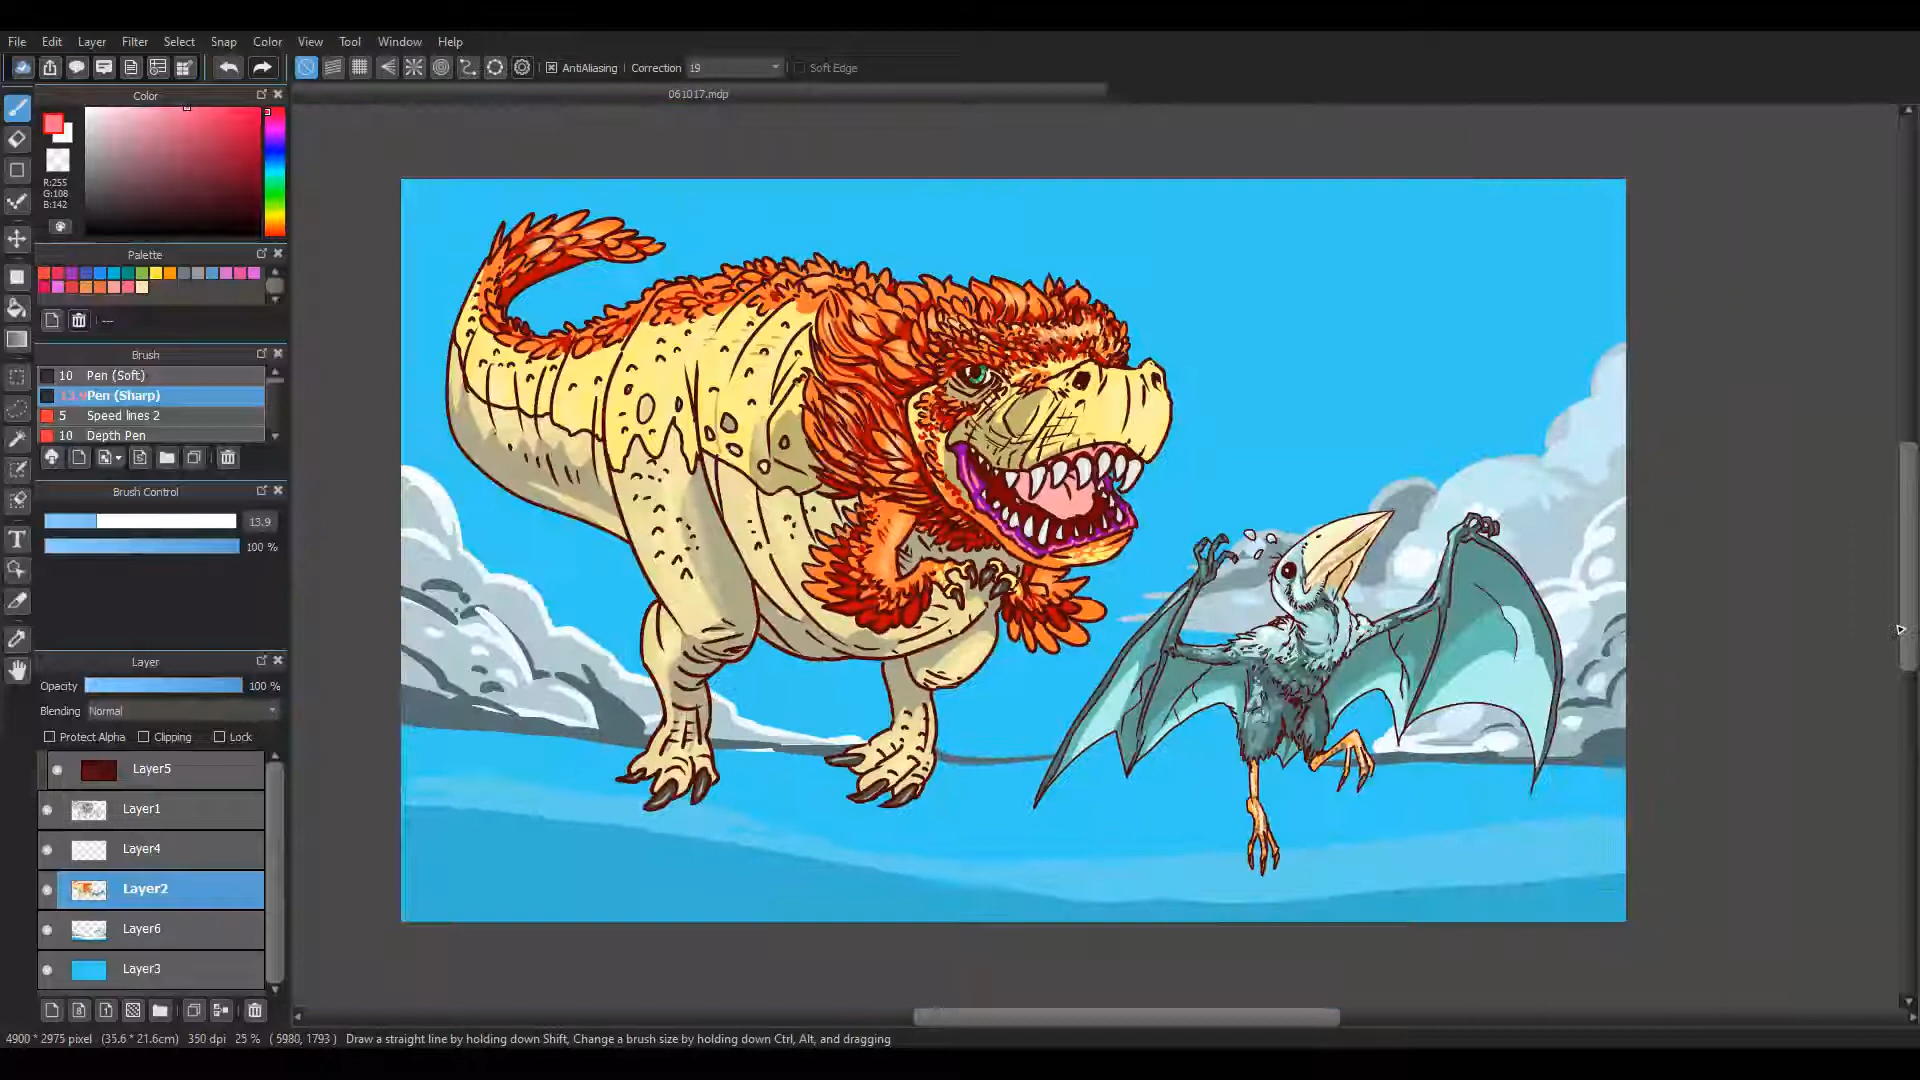 File Edit Layer Filter Select Snap Color View Tool Window Help
AntiAliasing Correction 19 Soft Edge
061017.mdp
Color
R:255
G:108
B:142
Palette
---
Brush
10 Pen (Soft)
13.9 Pen (Sharp)
5 Speed lines 2
10 Depth Pen
Brush Control
13.9
100 %
Layer
Opacity 100 %
Blending Normal
Protect Alpha Clipping Lock
Layer5
Layer1
Layer4
Layer2
Layer6
Layer3
4900 * 2975 pixel (35.6 * 21.6cm) 350 dpi 25 % ( 5980, 1793 ) Draw a straight line by holding down Shift, Change a brush size by holding down Ctrl, Alt, and dragging